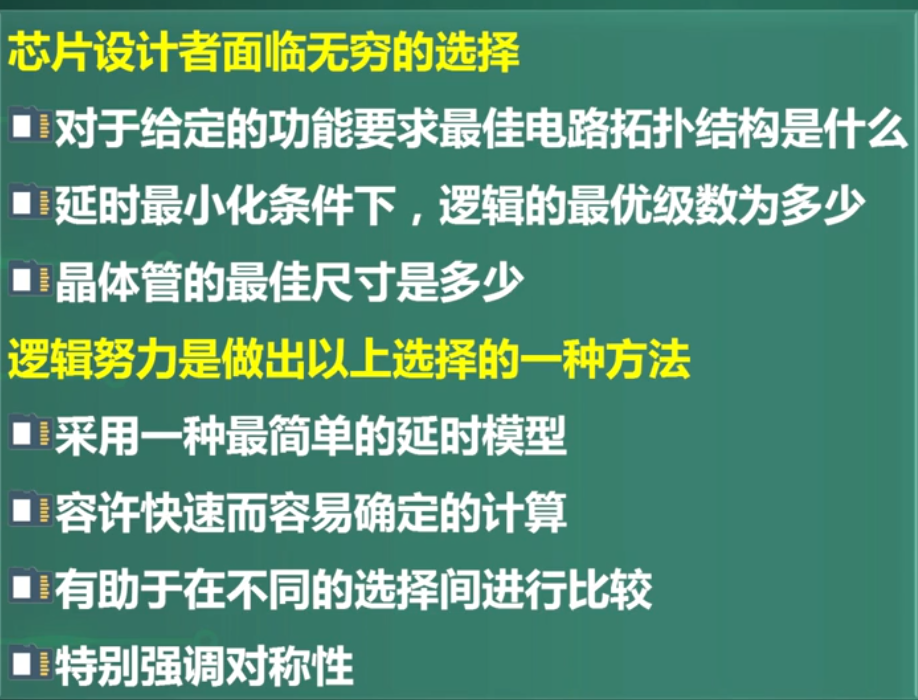 芯片设计者面临无穷的选择
对于给定的功能要求最佳电路拓扑结构是什么
延时最小化条件下，逻辑的最优级数为多少
晶体管的最佳尺寸是多少
逻辑努力是做出以上选择的一种方法
采用一种最简单的延时模型
容许快速而容易确定的计算
有助于在不同的选择间进行比较
特别强调对称性